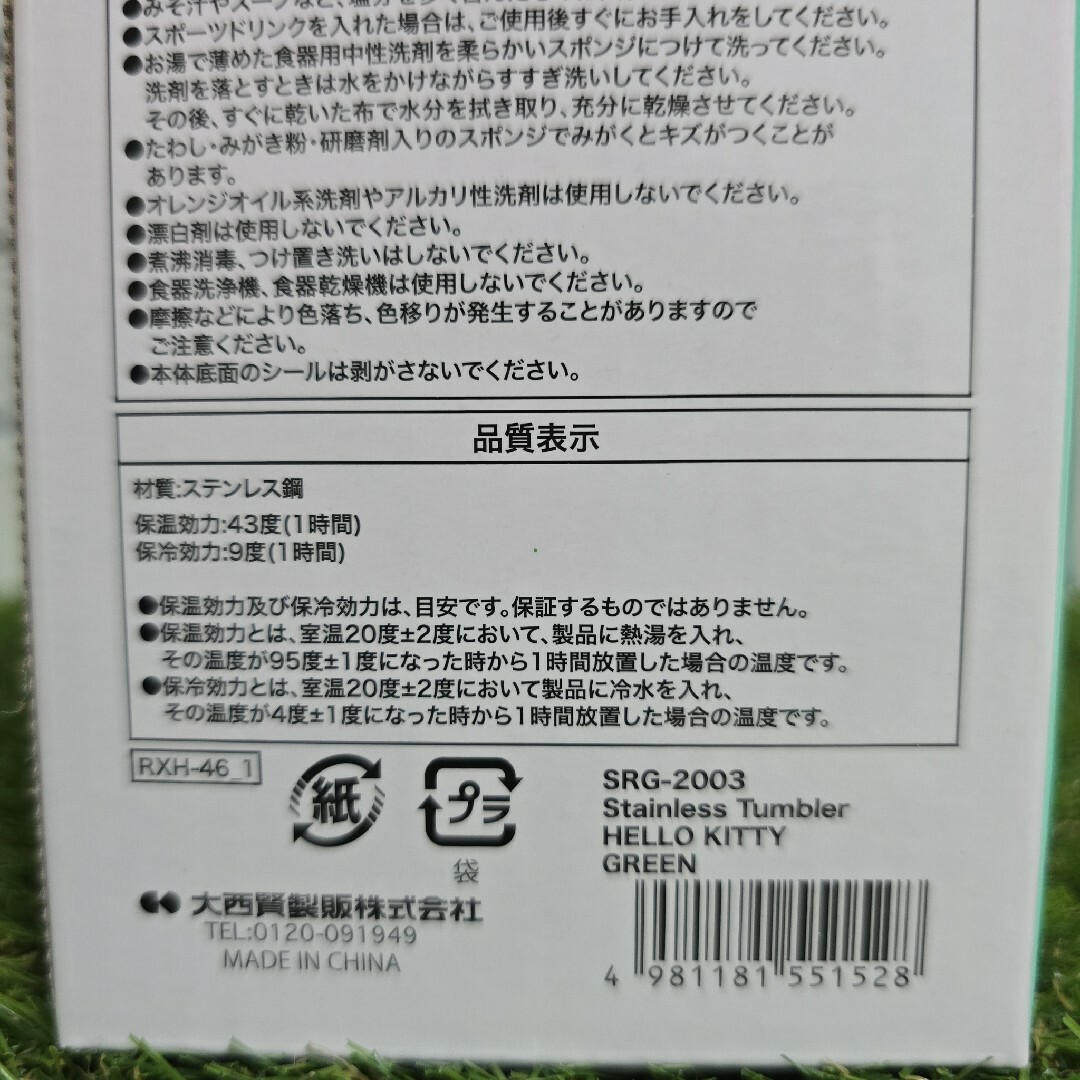 ●みそ汁やスープなど、塩分を多く含んだもの
●スポーツドリンクを入れた場合は、ご使用後すぐにお手入れをしてください。
●お湯で薄めた食器用中性洗剤を柔らかいスポンジにつけて洗ってください。
洗剤を落とすときは水をかけながらすすぎ洗いしてください。
その後、すぐに乾いた布で水分を拭き取り、充分に乾燥させてください。
●たわし・みがき粉・研磨剤入りのスポンジでみがくとキズがつくことが
あります。
●オレンジオイル系洗剤やアルカリ性洗剤は使用しないでください。
●漂白剤は使用しないでください。
●煮沸消毒、つけ置き洗いはしないでください。
●食器洗浄機、食器乾燥機は使用しないでください。
●摩擦などにより色落ち、色移りが発生することがありますので
ご注意ください。
●本体底面のシールは剥がさないでください。
品質表示
材質:ステンレス鋼
保温効力:43度(1時間)
保冷効力:9度(1時間)
●保温効力及び保冷効力は、目安です。保証するものではありません。
●保温効力とは、室温20度±2度において、製品に熱湯を入れ、
その温度が95度±1度になった時から1時間放置した場合の温度です。
●保冷効力とは、室温20度±2度において製品に冷水を入れ、
その温度が4度±1度になった時から1時間放置した場合の温度です。
RXH-46_1
紙
プラ
袋
大西賢製販株式会社
TEL:0120-091949
MADE IN CHINA
SRG-2003
Stainless Tumbler
HELLO KITTY
GREEN
4 981181 551528